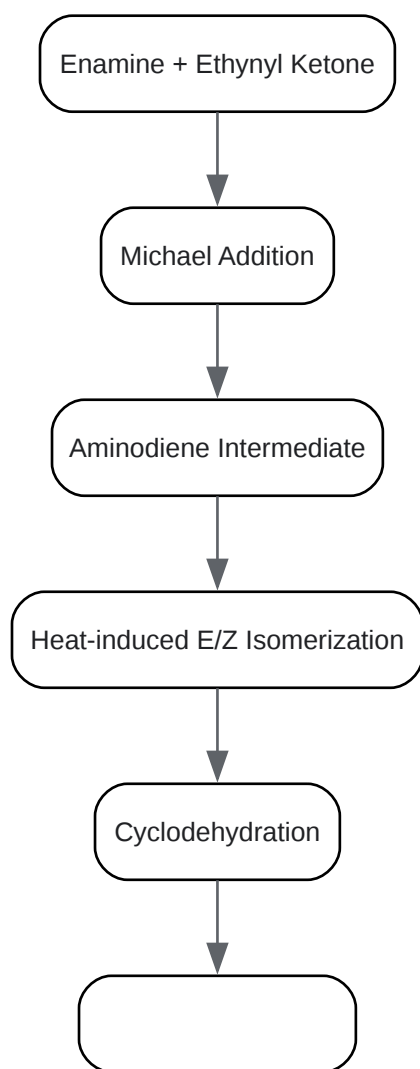 Enamine + Ethynyl Ketone
Michael Addition
Aminodiene Intermediate
Heat-induced E/Z Isomerization
Cyclodehydration